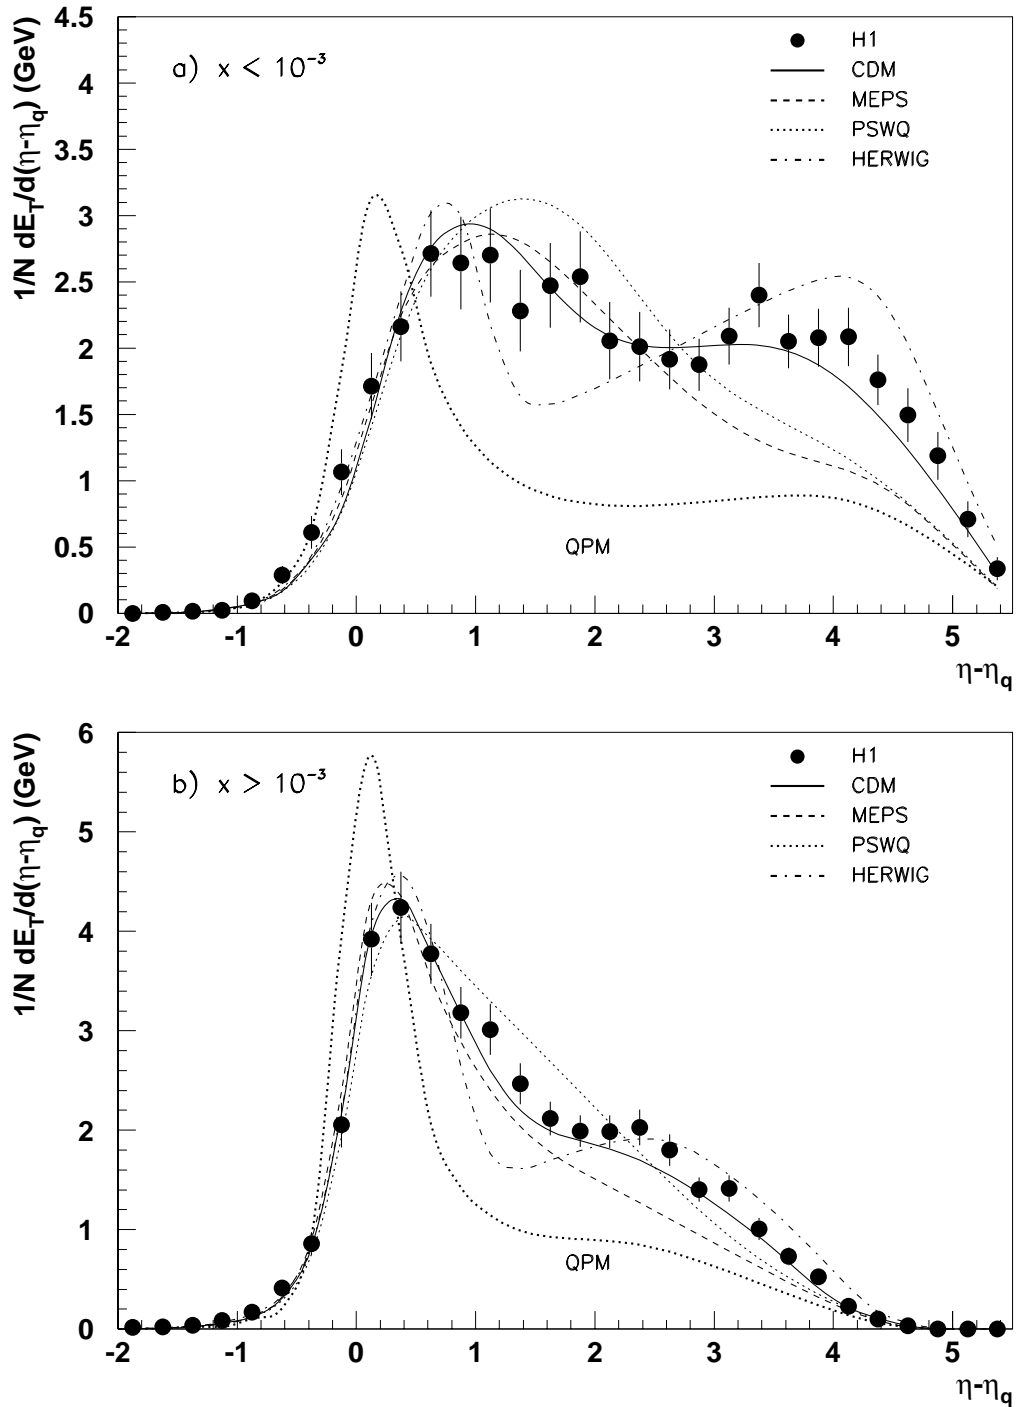 1/N dE_T/d(η-η_q) (GeV)
4.5
4
3.5
3
2.5
2
1.5
1
0.5
0
a) x < 10⁻³
H1
CDM
MEPS
PSWQ
HERWIG
QPM
-2 -1 0 1 2 3 4 5
η-η_q
1/N dE_T/d(η-η_q) (GeV)
6
5
4
3
2
1
0
b) x > 10⁻³
H1
CDM
MEPS
PSWQ
HERWIG
QPM
-2 -1 0 1 2 3 4 5
η-η_q